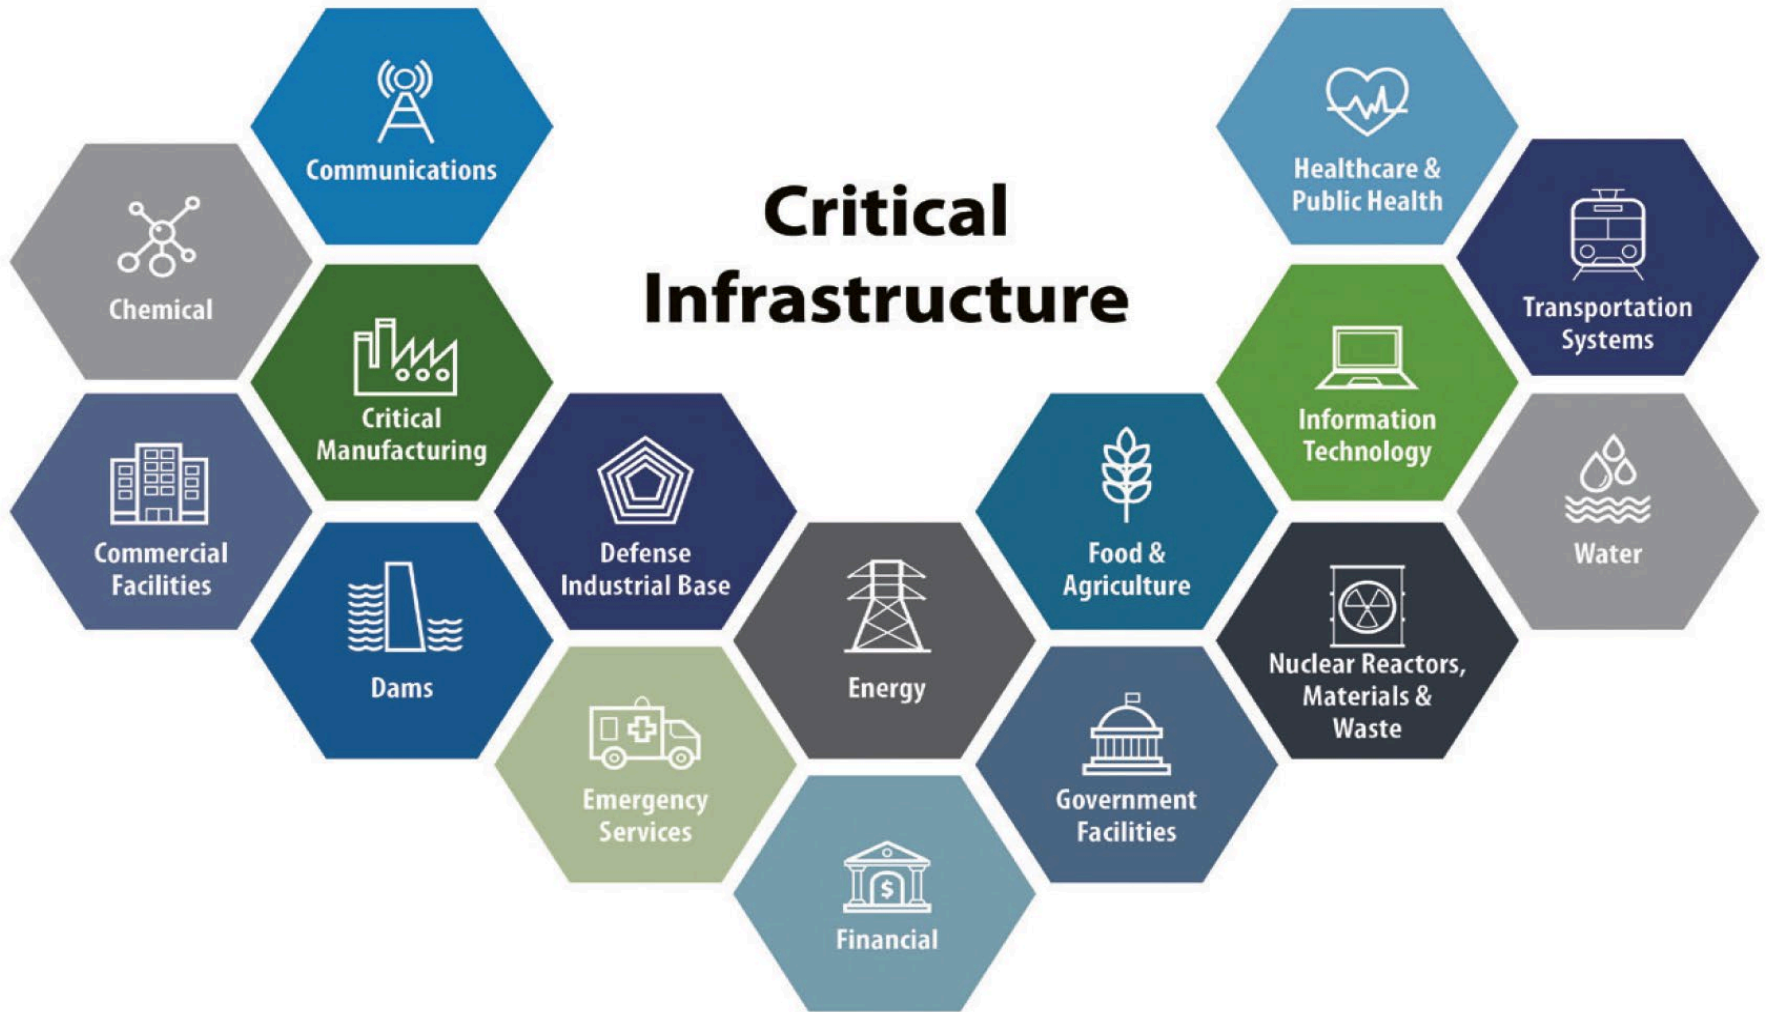 Critical
Infrastructure
Communications
Chemical
Critical
Manufacturing
Commercial
Facilities
Dams
Defense
Industrial Base
Emergency
Services
Energy
Financial
Food &
Agriculture
Government
Facilities
Healthcare &
Public Health
Information
Technology
Nuclear Reactors,
Materials &
Waste
Transportation
Systems
Water
$